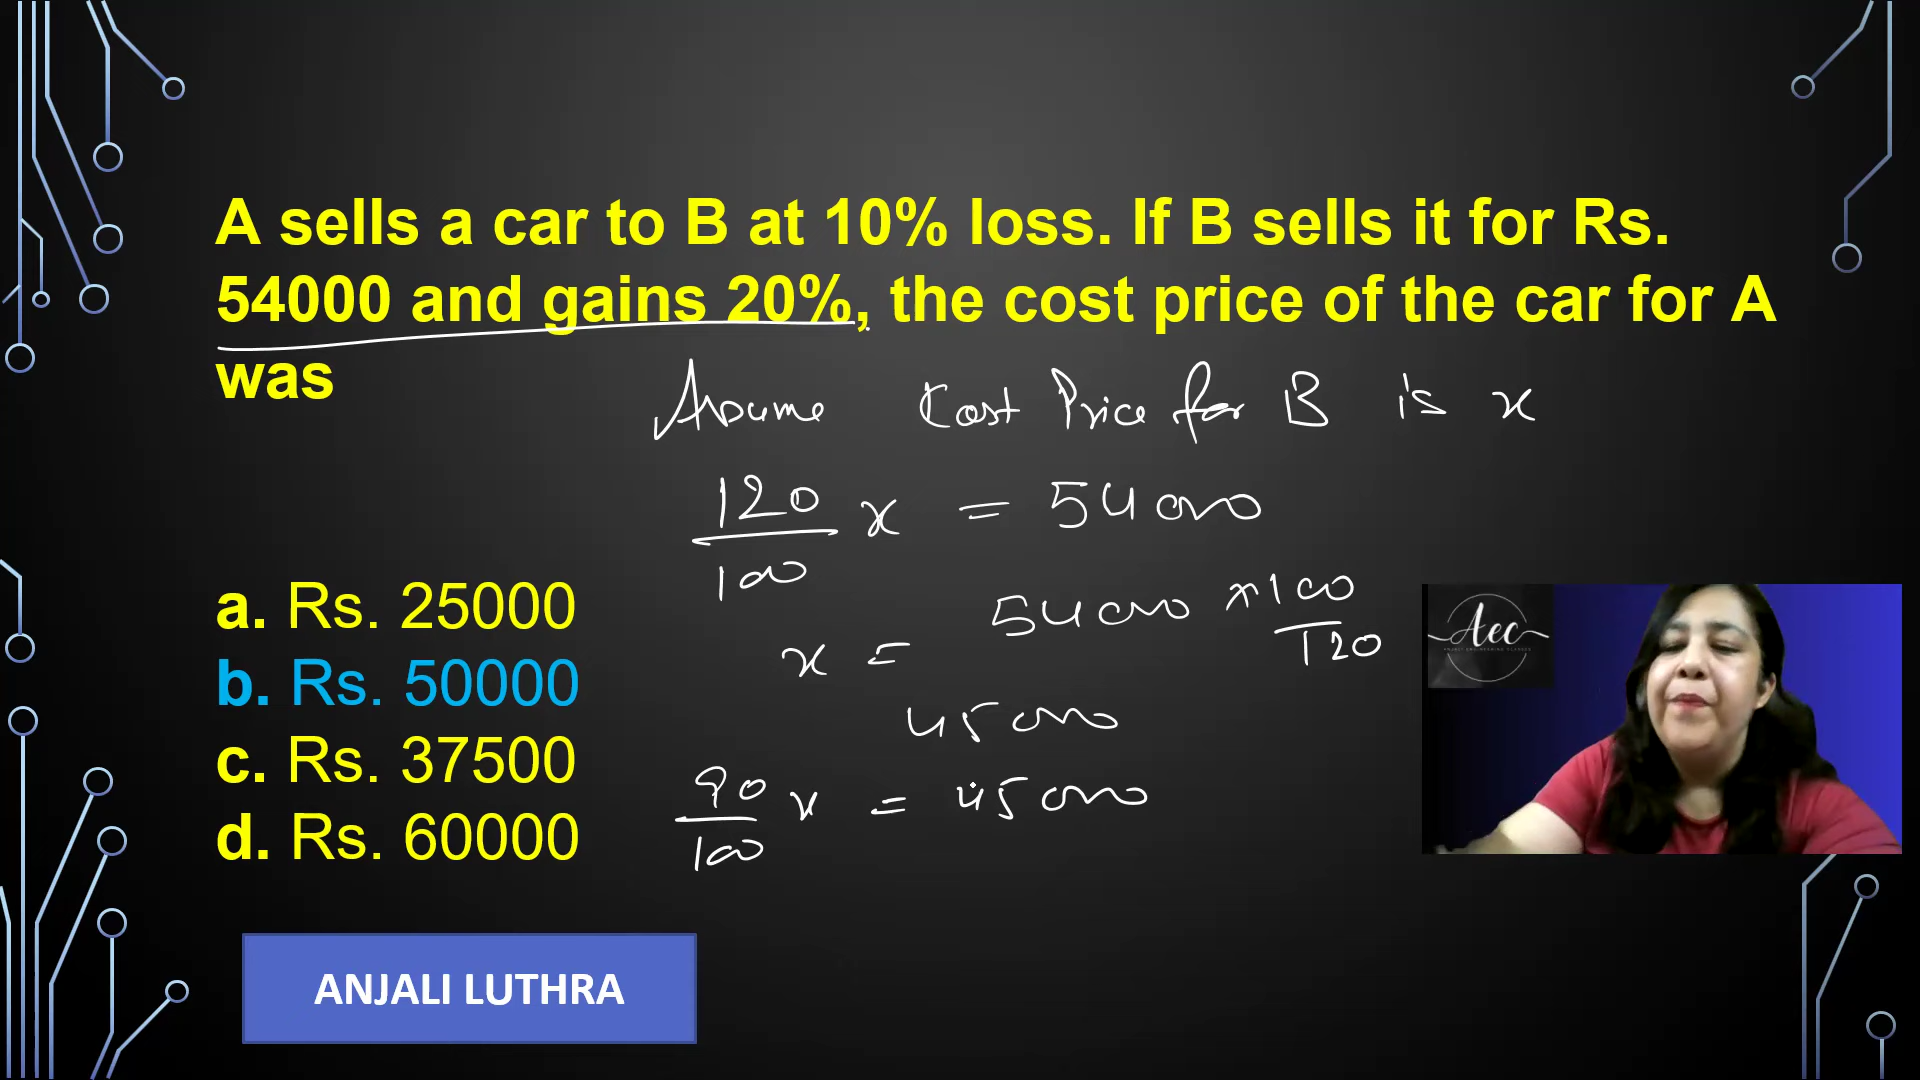 A sells a car to B at 10% loss. If B sells it for Rs.
54000 and gains 20%, the cost price of the car for A
was
Assume Cost Price for B is x
120/100 x = 54000
x = 54000 × 100/120
45000
90/100 x = 45000
a. Rs. 25000
b. Rs. 50000
c. Rs. 37500
d. Rs. 60000
Aec
ANJALI LUTHRA